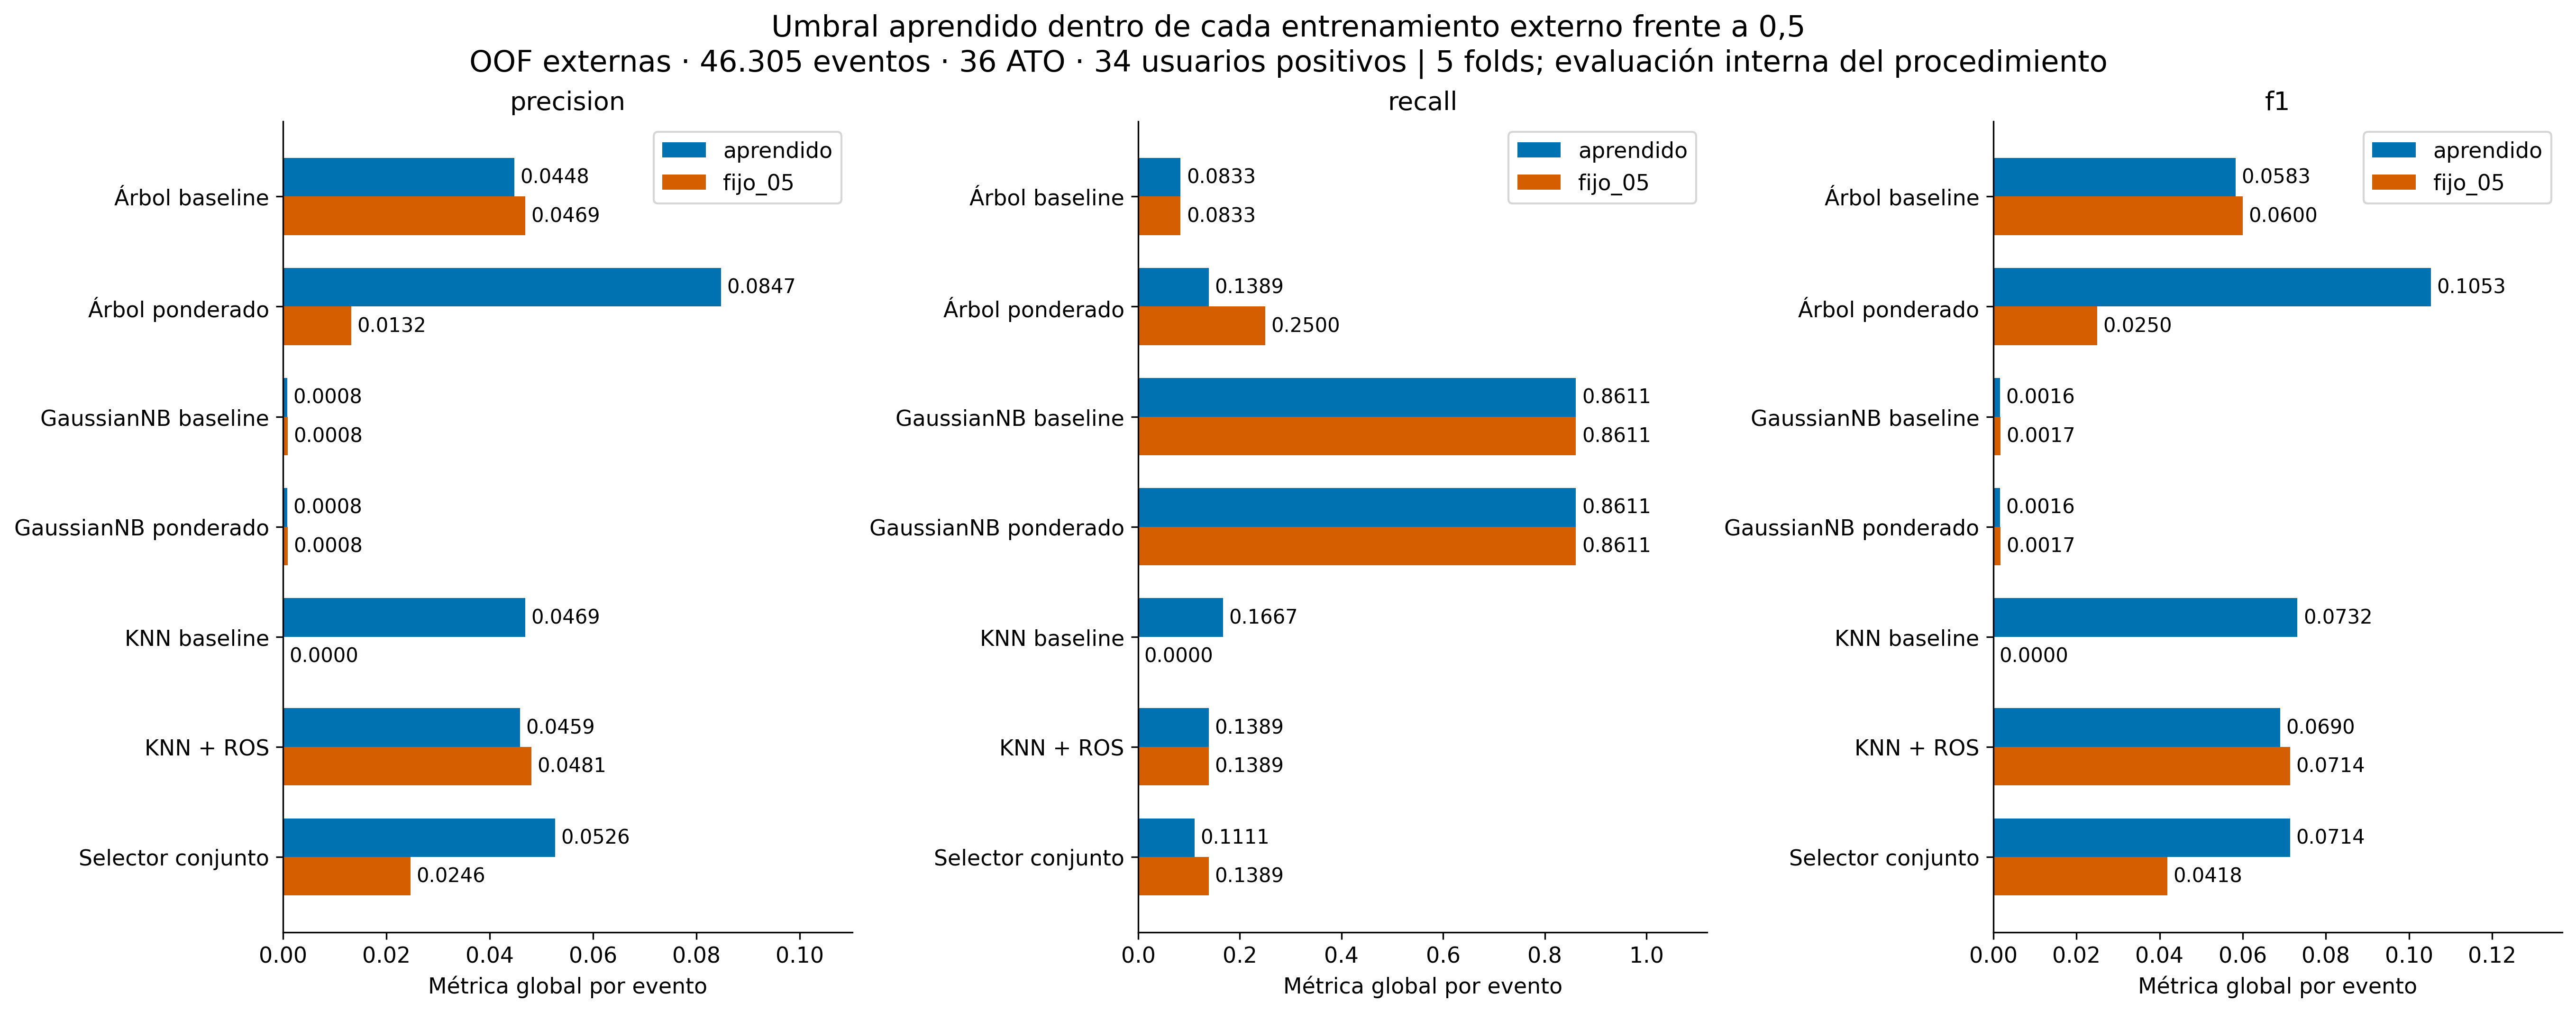 Umbral aprendido dentro de cada entrenamiento externo frente a 0,5
OOF externas · 46.305 eventos · 36 ATO · 34 usuarios positivos | 5 folds; evaluación interna del procedimiento
precision
aprendido
fijo_05
Árbol baseline
0.0448
0.0469
Árbol ponderado
0.0847
0.0132
GaussianNB baseline
0.0008
0.0008
GaussianNB ponderado
0.0008
0.0008
KNN baseline
0.0469
0.0000
KNN + ROS
0.0459
0.0481
Selector conjunto
0.0526
0.0246
0.00 0.02 0.04 0.06 0.08 0.10
Métrica global por evento
recall
aprendido
fijo_05
Árbol baseline
0.0833
0.0833
Árbol ponderado
0.1389
0.2500
GaussianNB baseline
0.8611
0.8611
GaussianNB ponderado
0.8611
0.8611
KNN baseline
0.1667
0.0000
KNN + ROS
0.1389
0.1389
Selector conjunto
0.1111
0.1389
0.0 0.2 0.4 0.6 0.8 1.0
Métrica global por evento
f1
aprendido
fijo_05
Árbol baseline
0.0583
0.0600
Árbol ponderado
0.1053
0.0250
GaussianNB baseline
0.0016
0.0017
GaussianNB ponderado
0.0016
0.0017
KNN baseline
0.0732
0.0000
KNN + ROS
0.0690
0.0714
Selector conjunto
0.0714
0.0418
0.00 0.02 0.04 0.06 0.08 0.10 0.12
Métrica global por evento